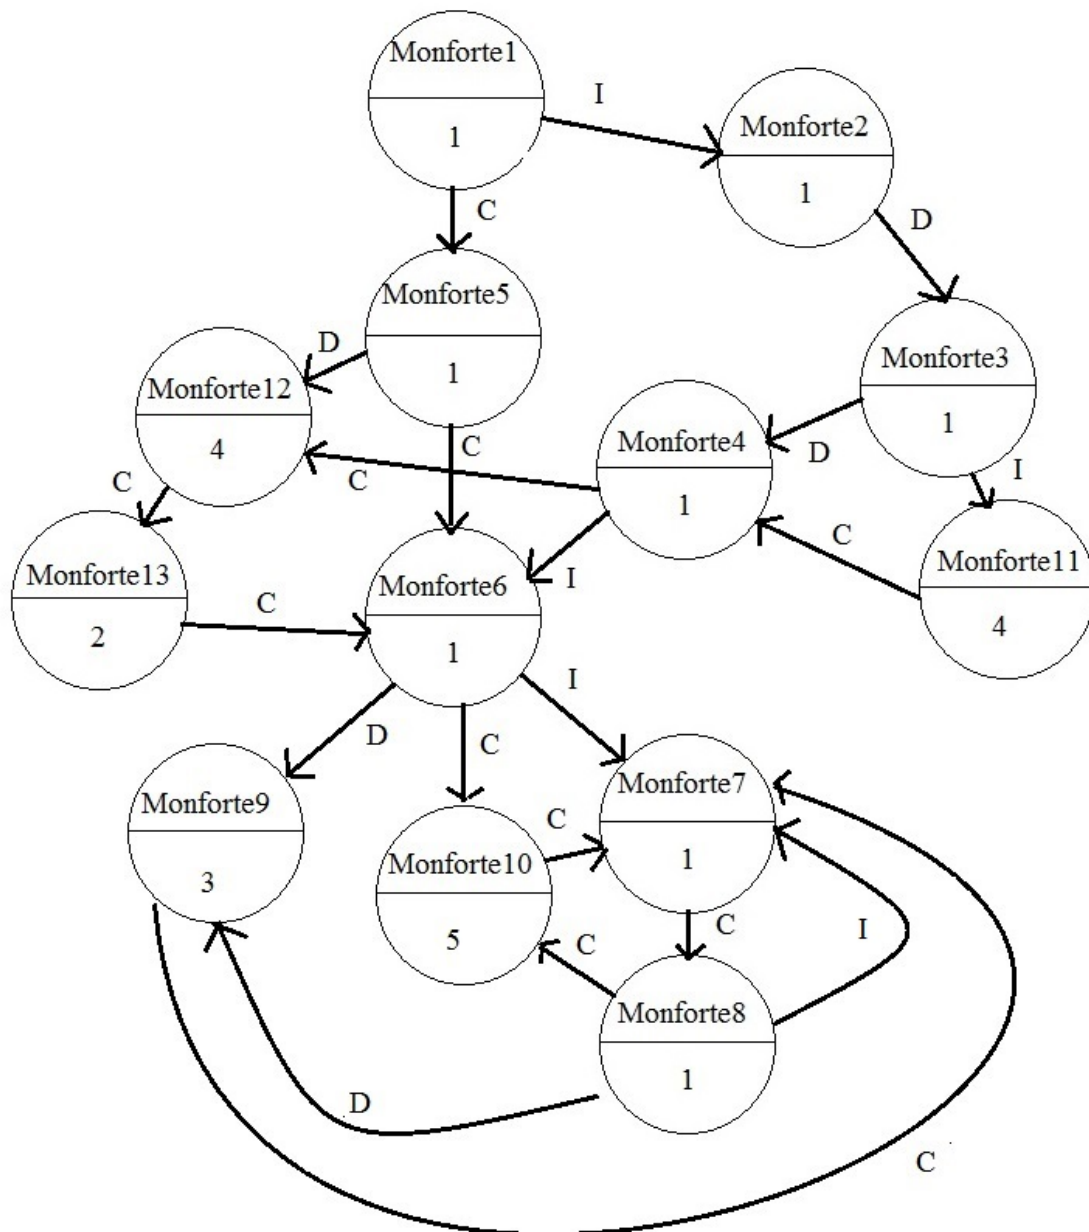 Monforte1
1
I
Monforte2
1
C
D
Monforte5
1
D
Monforte3
1
Monforte12
4
C
C
Monforte4
1
D
I
C
Monforte13
2
C
Monforte6
1
I
C
Monforte11
4
D
C
I
Monforte9
3
Monforte10
5
C
Monforte7
1
C
C
I
Monforte8
1
D
C